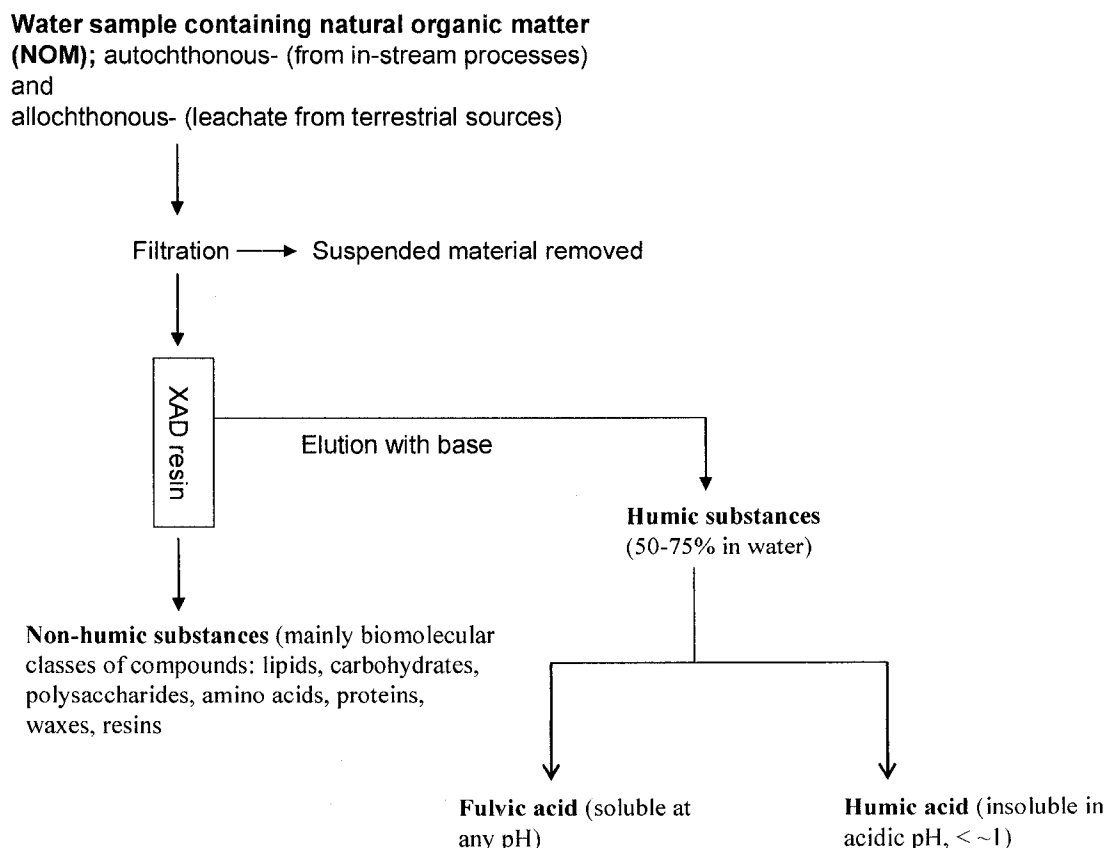 Water sample containing natural organic matter
(NOM); autochthonous- (from in-stream processes)
and
allochthonous- (leachate from terrestrial sources)
Filtration
Suspended material removed
XAD resin
Elution with base
Humic substances
(50-75% in water)
Non-humic substances (mainly biomolecular
classes of compounds: lipids, carbohydrates,
polysaccharides, amino acids, proteins,
waxes, resins
Fulvic acid (soluble at
any pH)
Humic acid (insoluble in
acidic pH, < ~1)